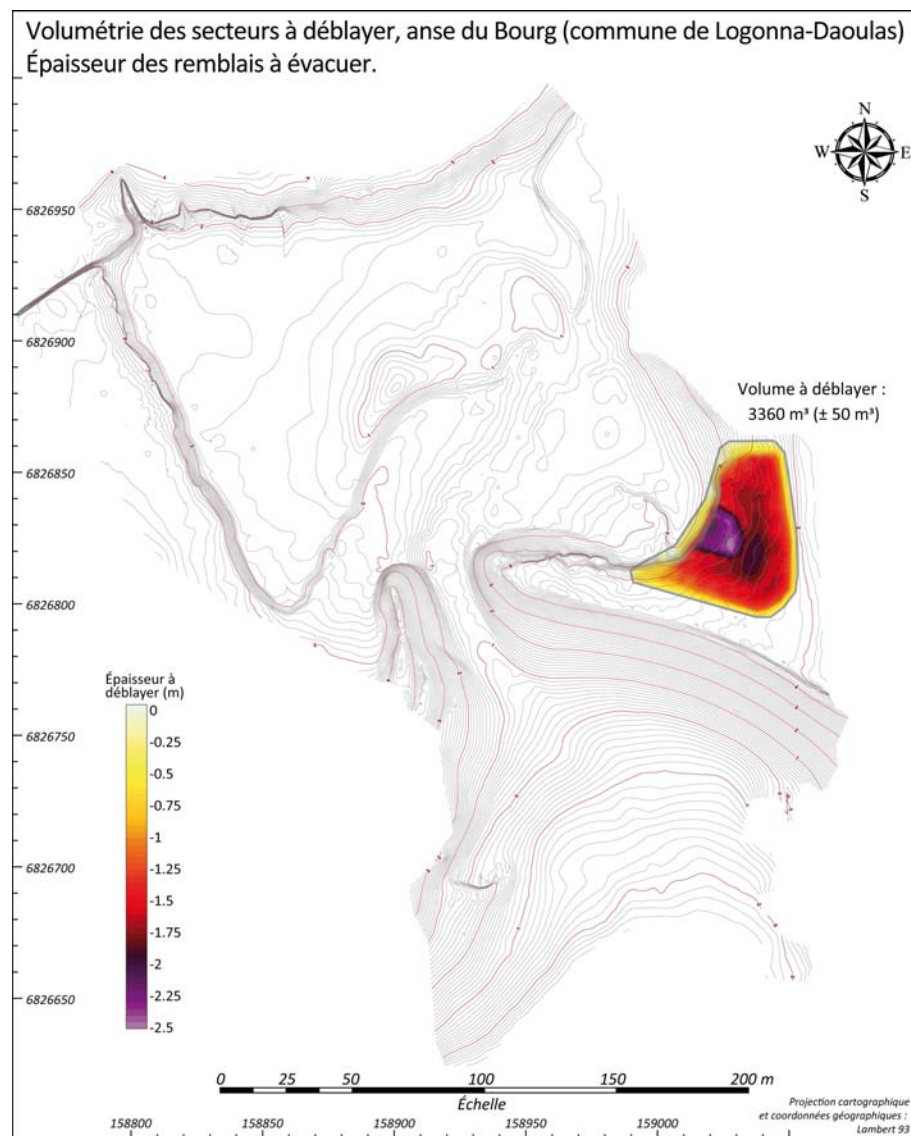 Volumétrie des secteurs à déblayer, anse du Bourg (commune de Logonna-Daoulas)
Épaisseur des remblais à évacuer.
N
W
E
S
6826950
6826900
6826850
6826800
6826750
6826700
6826650
Volume à déblayer :
3360 m³ (± 50 m³)
Épaisseur à
déblayer (m)
0
-0.25
-0.5
-0.75
-1
-1.25
-1.5
-1.75
-2
-2.25
-2.5
0 25 50 100 150 200 m
Échelle
Projection cartographique
et coordonnées géographiques :
Lambert 93
158800 158850 158900 158950 159000